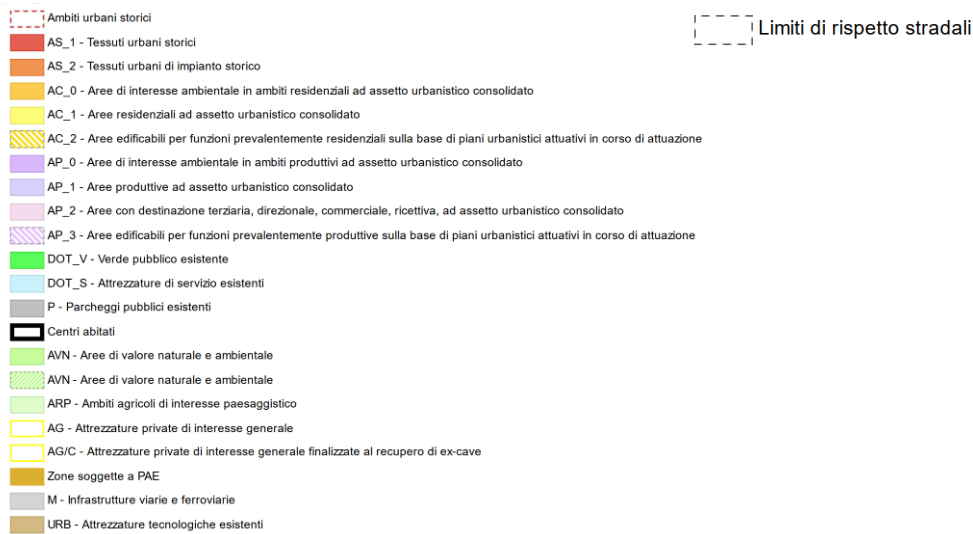 Ambiti urbani storici
AS_1 - Tessuti urbani storici
AS_2 - Tessuti urbani di impianto storico
AC_0 - Aree di interesse ambientale in ambiti residenziali ad assetto urbanistico consolidato
AC_1 - Aree residenziali ad assetto urbanistico consolidato
AC_2 - Aree edificabili per funzioni prevalentemente residenziali sulla base di piani urbanistici attuativi in corso di attuazione
AP_0 - Aree di interesse ambientale in ambiti produttivi ad assetto urbanistico consolidato
AP_1 - Aree produttive ad assetto urbanistico consolidato
AP_2 - Aree con destinazione terziaria, direzionale, commerciale, ricettiva, ad assetto urbanistico consolidato
AP_3 - Aree edificabili per funzioni prevalentemente produttive sulla base di piani urbanistici attuativi in corso di attuazione
DOT_V - Verde pubblico esistente
DOT_S - Attrezzature di servizio esistenti
P - Parcheggi pubblici esistenti
Centri abitati
AVN - Aree di valore naturale e ambientale
AVN - Aree di valore naturale e ambientale
ARP - Ambiti agricoli di interesse paesaggistico
AG - Attrezzature private di interesse generale
AG/C - Attrezzature private di interesse generale finalizzate al recupero di ex-cave
Zone soggette a PAE
M - Infrastrutture viarie e ferroviarie
URB - Attrezzature tecnologiche esistenti
Limiti di rispetto stradali